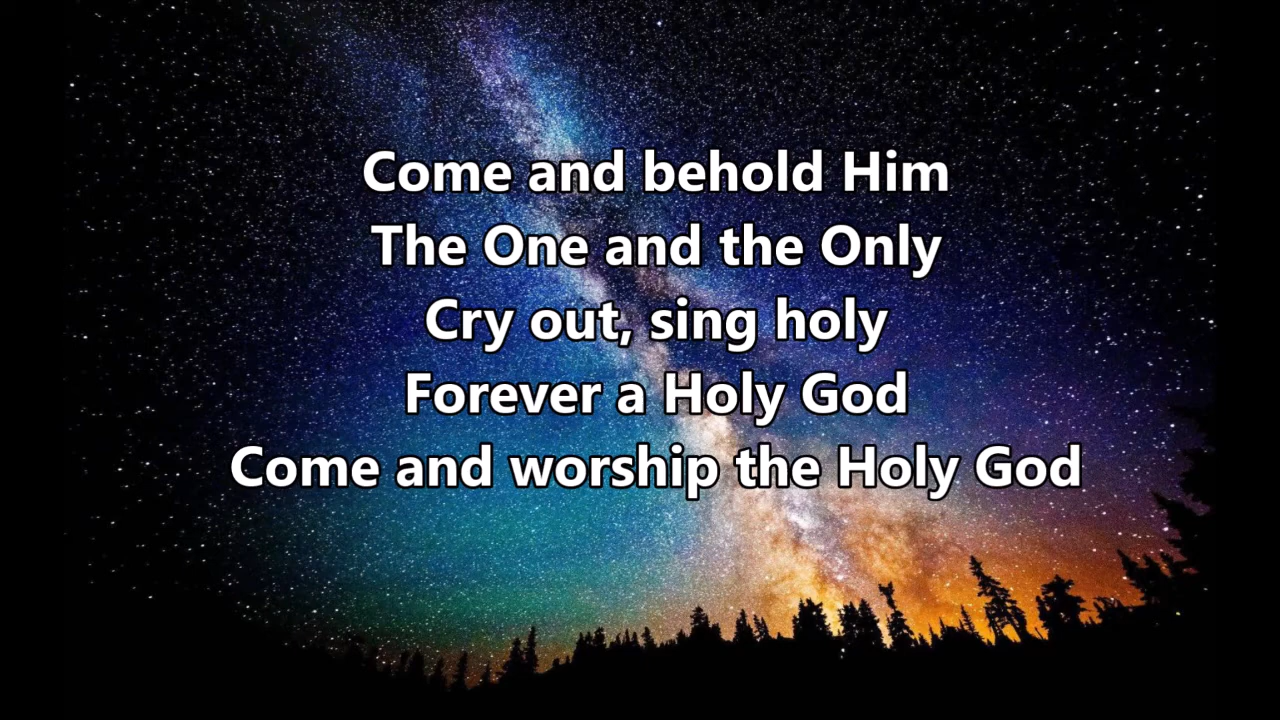 Come and behold Him
The One and the Only
Cry out, sing holy
Forever a Holy God
Come and worship the Holy God